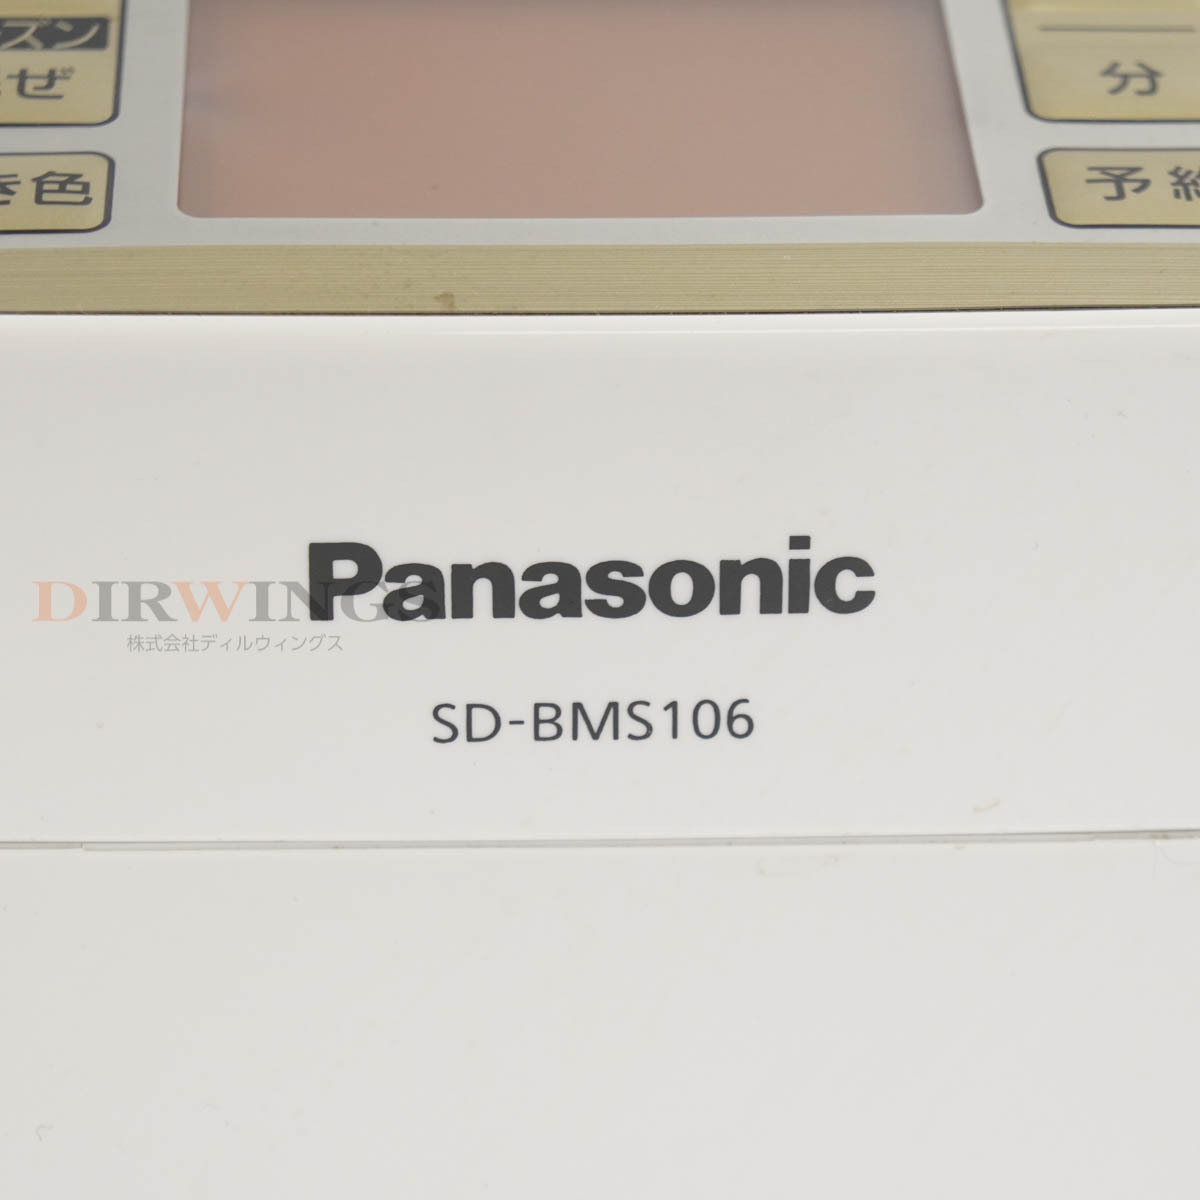 ズン
ぜ
分
色
予約
Panasonic
DIRWINGS
株式会社ディルウィングス
SD-BMS106